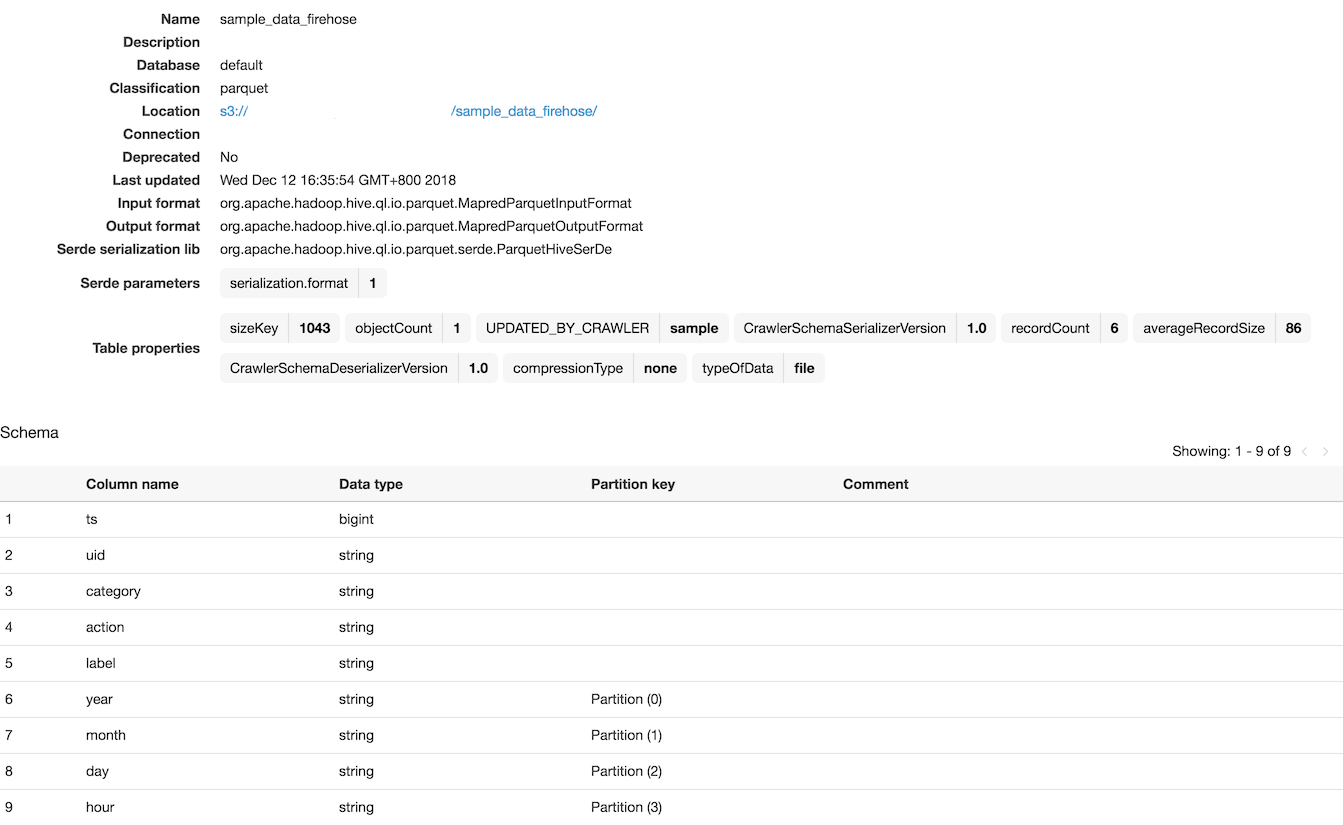 Name sample_data_firehose
Description
Database default
Classification parquet
Location s3:// /sample_data_firehose/
Connection
Deprecated No
Last updated Wed Dec 12 16:35:54 GMT+800 2018
Input format org.apache.hadoop.hive.ql.io.parquet.MapredParquetInputFormat
Output format org.apache.hadoop.hive.ql.io.parquet.MapredParquetOutputFormat
Serde serialization lib org.apache.hadoop.hive.ql.io.parquet.serde.ParquetHiveSerDe
Serde parameters serialization.format 1
Table properties
sizeKey 1043 objectCount 1 UPDATED_BY_CRAWLER sample CrawlerSchemaSerializerVersion 1.0 recordCount 6 averageRecordSize 86
CrawlerSchemaDeserializerVersion 1.0 compressionType none typeOfData file
Schema
Showing: 1 - 9 of 9 < >
Column name Data type Partition key Comment
1 ts bigint
2 uid string
3 category string
4 action string
5 label string
6 year string Partition (0)
7 month string Partition (1)
8 day string Partition (2)
9 hour string Partition (3)